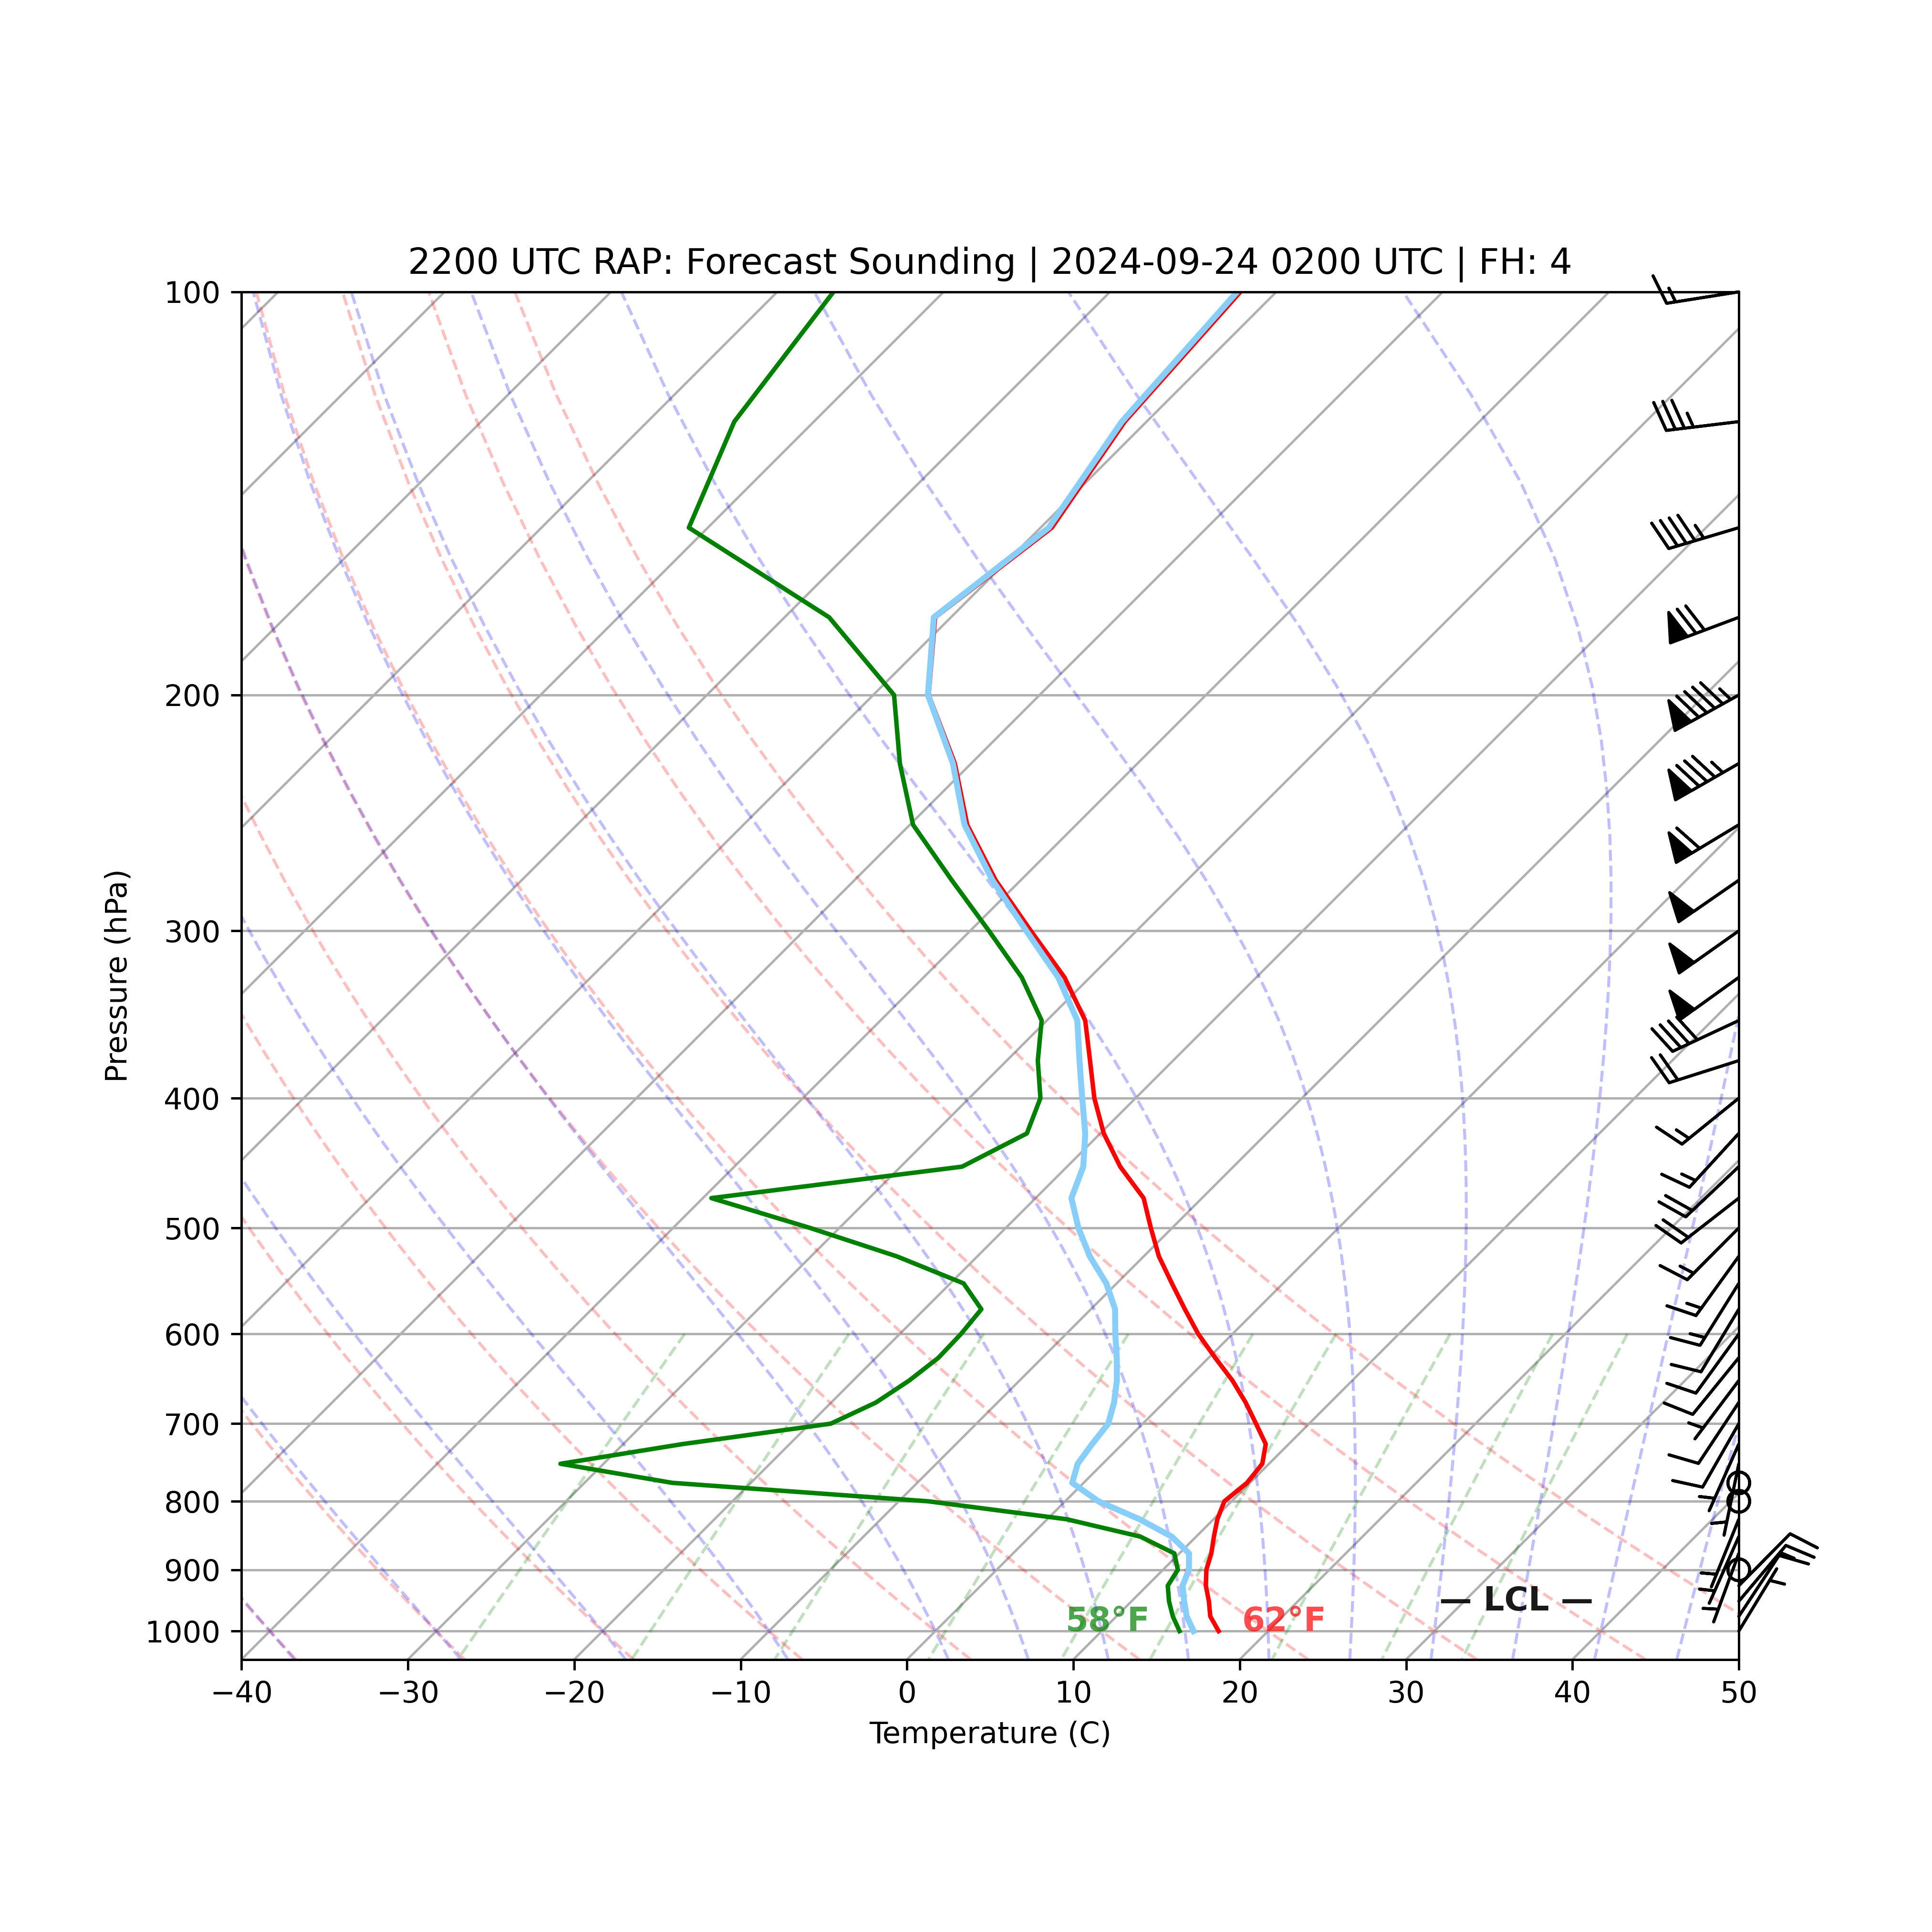 2200 UTC RAP: Forecast Sounding | 2024-09-24 0200 UTC | FH: 4
100
200
300
400
500
600
700
800
900
1000
Pressure (hPa)
58°F
62°F
— LCL —
−40 −30 −20 −10 0 10 20 30 40 50
Temperature (C)